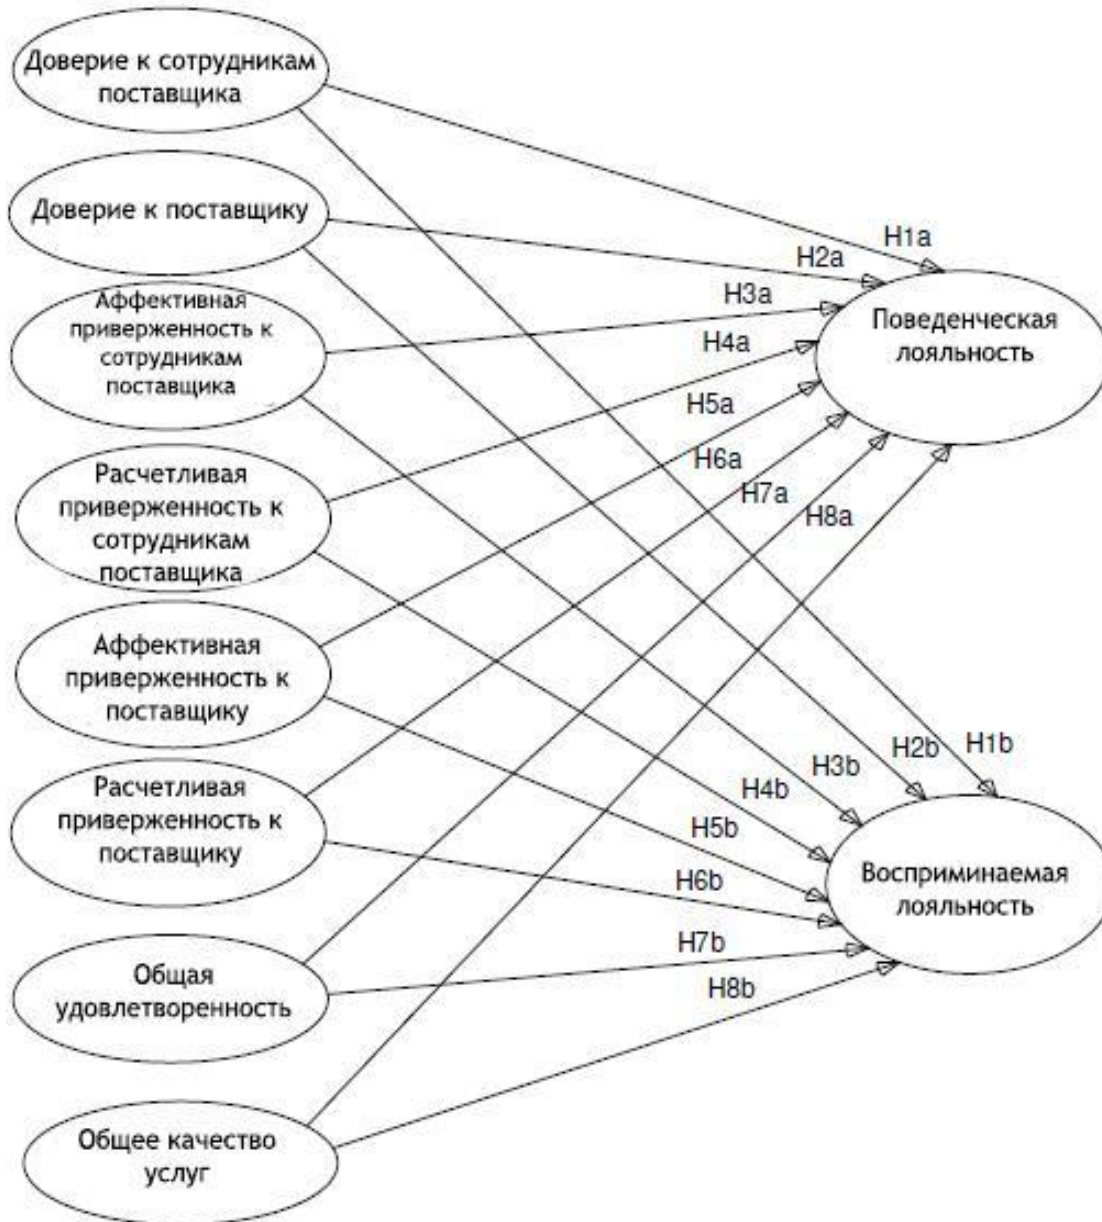 Доверие к сотрудникам
поставщика
Доверие к поставщику
Аффективная
приверженность к
сотрудникам
поставщика
Расчетливая
приверженность к
сотрудникам
поставщика
Аффективная
приверженность к
поставщику
Расчетливая
приверженность к
поставщику
Общая
удовлетворенность
Общее качество
услуг
H1a
H2a
H3a
H4a
H5a
H6a
H7a
H8a
Поведенческая
лояльность
H1b
H2b
H3b
H4b
H5b
H6b
H7b
H8b
Восприминаемая
лояльность